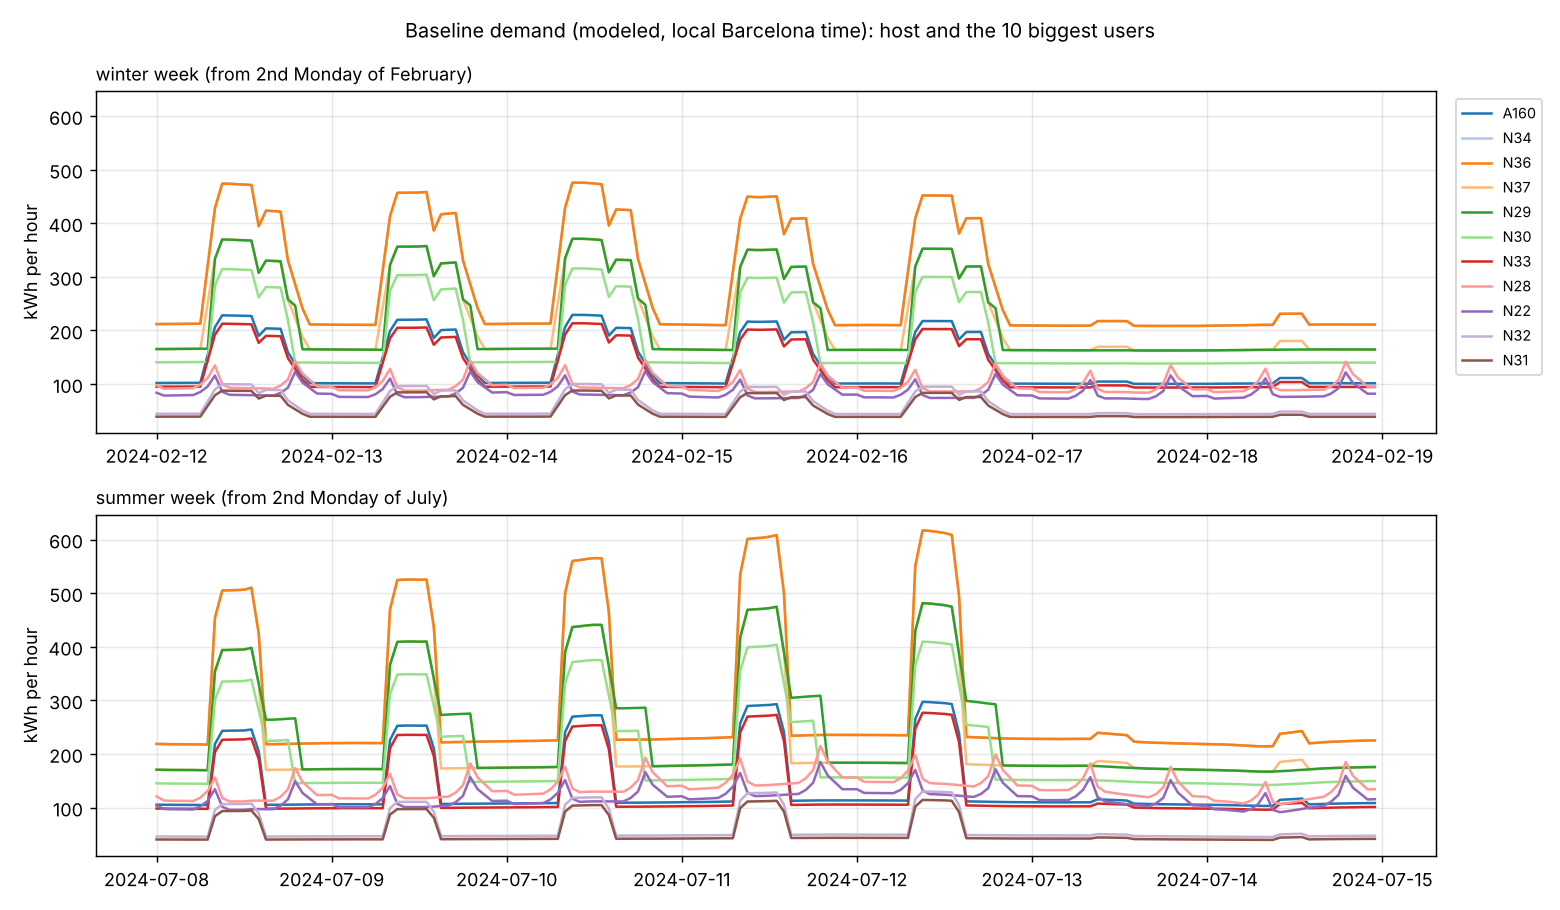 Baseline demand (modeled, local Barcelona time): host and the 10 biggest users
winter week (from 2nd Monday of February)
kWh per hour
600
500
400
300
200
100
2024-02-12 2024-02-13 2024-02-14 2024-02-15 2024-02-16 2024-02-17 2024-02-18 2024-02-19
A160
N34
N36
N37
N29
N30
N33
N28
N22
N32
N31
summer week (from 2nd Monday of July)
kWh per hour
600
500
400
300
200
100
2024-07-08 2024-07-09 2024-07-10 2024-07-11 2024-07-12 2024-07-13 2024-07-14 2024-07-15